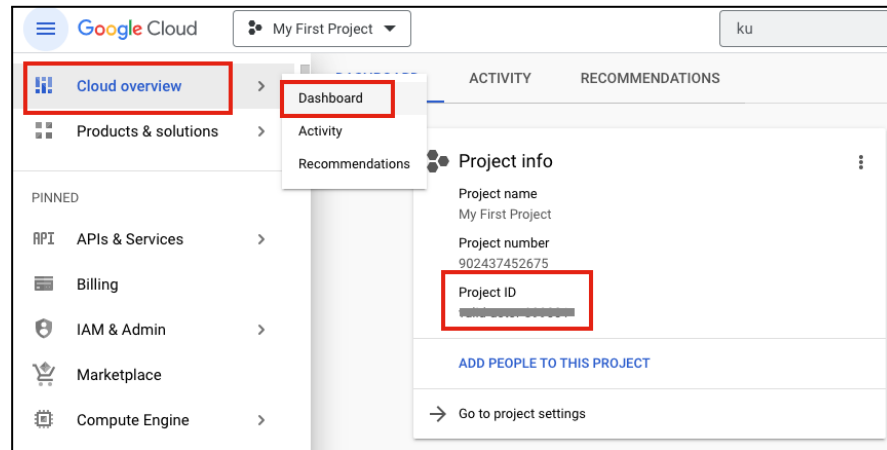 Google Cloud
My First Project
ku
Cloud overview
Products & solutions
PINNED
APIs & Services
Billing
IAM & Admin
Marketplace
Compute Engine
Dashboard
Activity
Recommendations
ACTIVITY
RECOMMENDATIONS
Project info
Project name
My First Project
Project number
902437452675
Project ID
ADD PEOPLE TO THIS PROJECT
Go to project settings